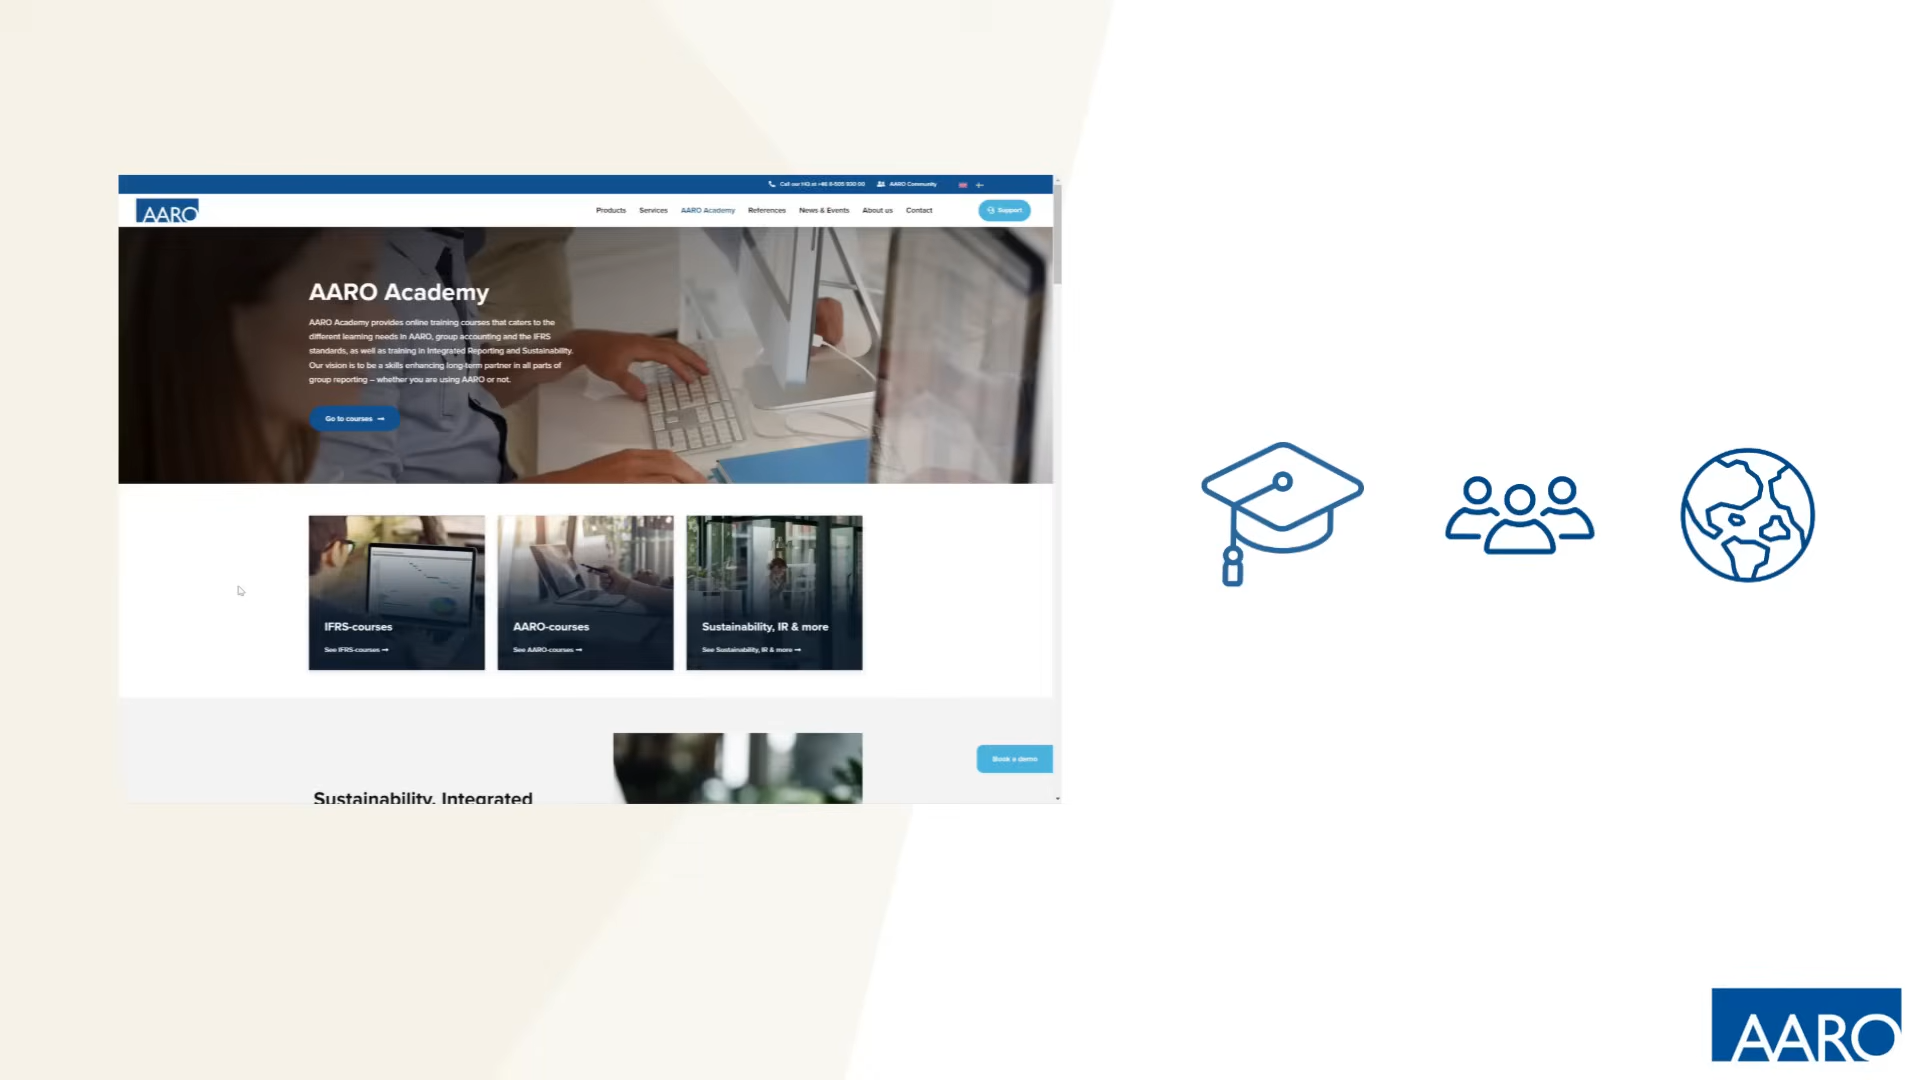 Call our HQ at +46 8-505 930 00
AARO Community
AARO
Products
Services
AARO Academy
References
News & Events
About us
Contact
Support
AARO Academy
AARO Academy provides online training courses that caters to the
different learning needs in AARO, group accounting and the IFRS
standards, as well as training in Integrated Reporting and Sustainability.
Our vision is to be a skills enhancing long-term partner in all parts of
group reporting – whether you are using AARO or not.
Go to courses
IFRS-courses
See IFRS-courses
AARO-courses
See AARO-courses
Sustainability, IR & more
See Sustainability, IR & more
Book a demo
Sustainability, Integrated
AARO